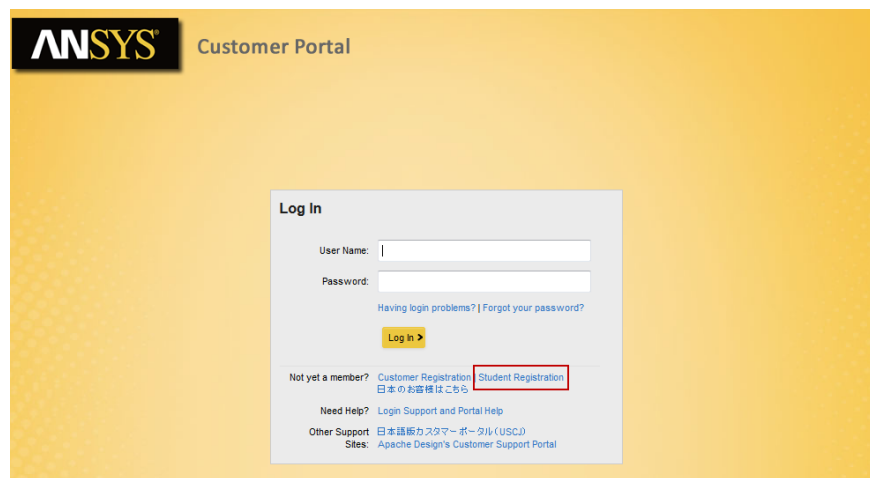 ANSYS®
Customer Portal
Log In
User Name:
Password:
Having login problems? | Forgot your password?
Log In >
Not yet a member? Customer Registration Student Registration
日本のお客様はこちら
Need Help? Login Support and Portal Help
Other Support 日本語版カスタマーポータル(USCJ)
Sites: Apache Design's Customer Support Portal